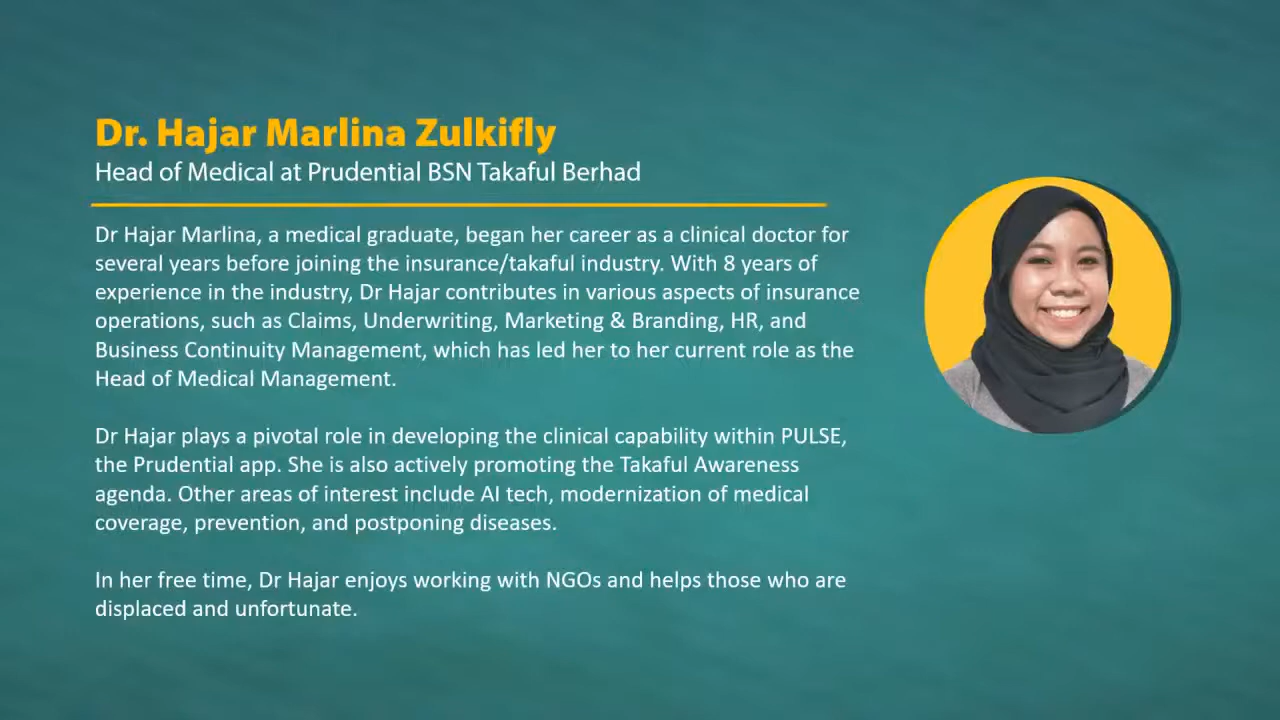 Dr. Hajar Marlina Zulkifly
Head of Medical at Prudential BSN Takaful Berhad
Dr Hajar Marlina, a medical graduate, began her career as a clinical doctor for
several years before joining the insurance/takaful industry. With 8 years of
experience in the industry, Dr Hajar contributes in various aspects of insurance
operations, such as Claims, Underwriting, Marketing & Branding, HR, and
Business Continuity Management, which has led her to her current role as the
Head of Medical Management.
Dr Hajar plays a pivotal role in developing the clinical capability within PULSE,
the Prudential app. She is also actively promoting the Takaful Awareness
agenda. Other areas of interest include AI tech, modernization of medical
coverage, prevention, and postponing diseases.
In her free time, Dr Hajar enjoys working with NGOs and helps those who are
displaced and unfortunate.